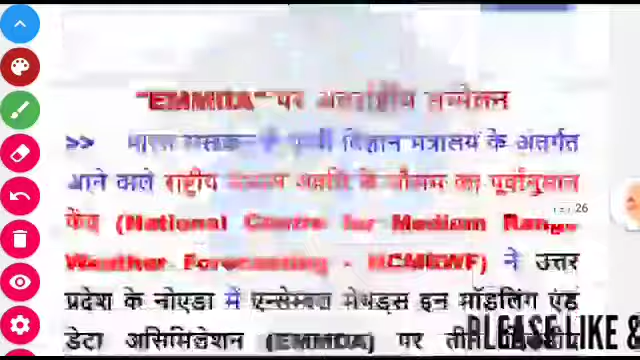 "EMMDA" पर अंतर्राष्ट्रीय सम्मेलन
>> भारत सरकार के पृथ्वी विज्ञान मंत्रालय के अंतर्गत
आने वाले राष्ट्रीय मध्यम अवधि के मौसम का पूर्वानुमान
केंद्र (National Centre for Medium Range
Weather Forecasting - NCMRWF) ने उत्तर
प्रदेश के नोएडा में एन्सेम्बल मेथड्स इन मॉडलिंग एंड
डेटा असिमिलेशन (EMMDA) पर
PLEASE LIKE &